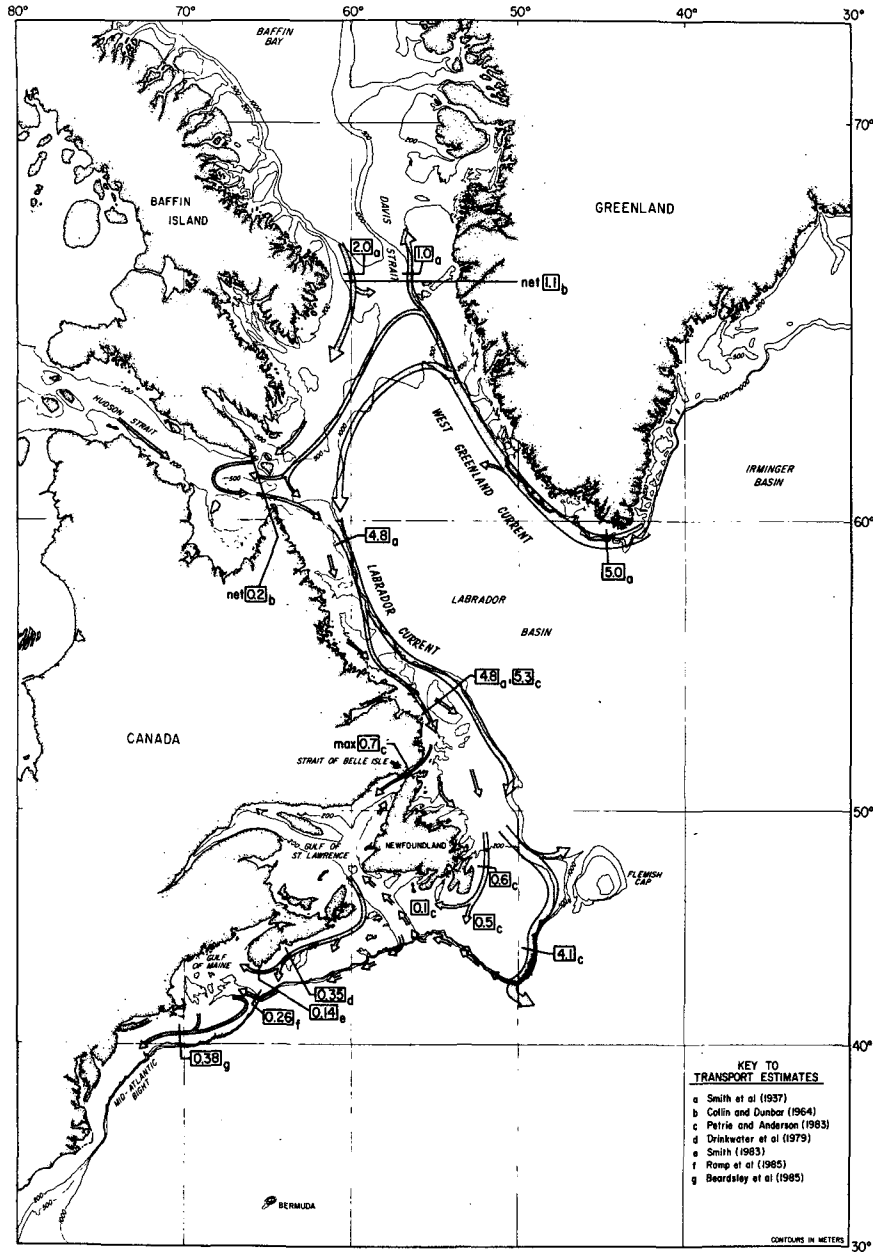 80° 70° 60° 50° 40° 30°
BAFFIN
BAY
70°
BAFFIN
ISLAND
DAVIS
STRAIT
GREENLAND
2.0 a
1.0 a
net 1.1 b
HUDSON STRAIT
WEST GREENLAND CURRENT
IRMINGER
BASIN
60°
4.8 a
5.0 a
net 0.2 b
LABRADOR CURRENT
LABRADOR
BASIN
4.8 a, 5.3 c
CANADA
max 0.7 c
STRAIT OF BELLE ISLE
50°
GULF OF
ST. LAWRENCE
NEWFOUNDLAND
FLEMISH
CAP
0.6 c
0.1 c
0.5 c
4.1 c
GULF
OF MAINE
0.35 d
0.14 e
0.26 f
0.38 g
40°
MID-ATLANTIC
BIGHT
KEY TO
TRANSPORT ESTIMATES
a Smith et al (1937)
b Collin and Dunbar (1964)
c Petrie and Anderson (1983)
d Drinkwater et al (1979)
e Smith (1983)
f Ramp et al (1985)
g Beardsley et al (1985)
BERMUDA
CONTOURS IN METERS
30°